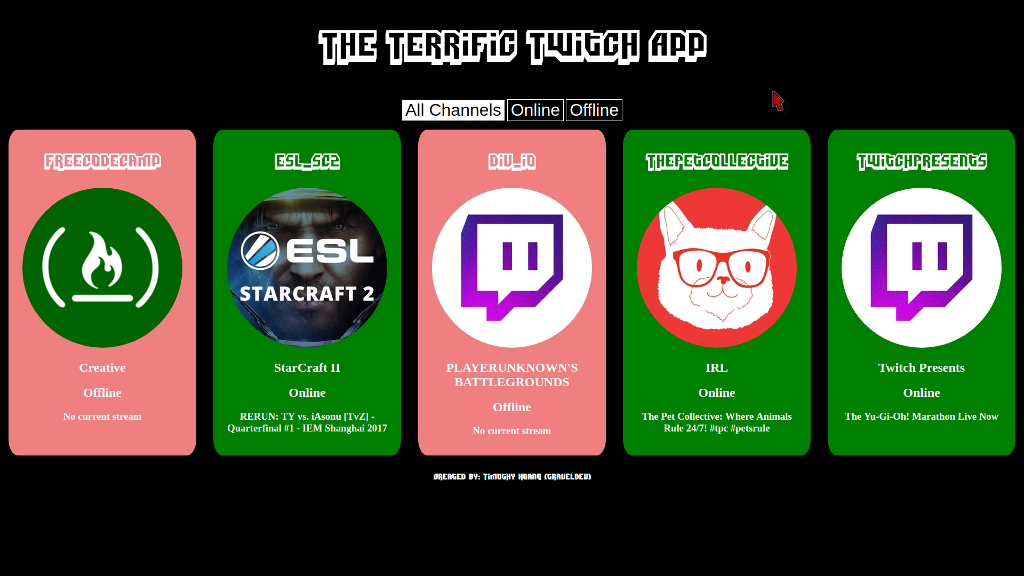 THE TERRIFIC TWITCH APP
All Channels Online Offline
FREECODECAMP
Creative
Offline
No current stream
ESL_SC2
ESL
STARCRAFT 2
StarCraft II
Online
RERUN: TY vs. iAsonu [TvZ] -
Quarterfinal #1 - IEM Shanghai 2017
DIV_IO
PLAYERUNKNOWN'S
BATTLEGROUNDS
Offline
No current stream
THEPETCOLLECTIVE
IRL
Online
The Pet Collective: Where Animals
Rule 24/7! #tpc #petsrule
TWITCHPRESENTS
Twitch Presents
Online
The Yu-Gi-Oh! Marathon Live Now
CREATED BY: TIMOTHY HOANG (GRAVELDEV)